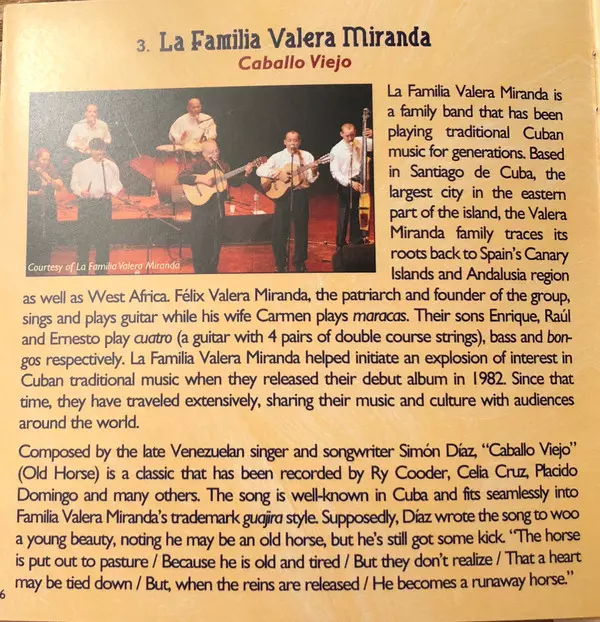 3. La Familia Valera Miranda
Caballo Viejo
La Familia Valera Miranda is
a family band that has been
playing traditional Cuban
music for generations. Based
in Santiago de Cuba, the
largest city in the eastern
part of the island, the Valera
Miranda family traces its
roots back to Spain's Canary
Islands and Andalusia region
Courtesy of La Familia Valera Miranda
as well as West Africa. Félix Valera Miranda, the patriarch and founder of the group,
sings and plays guitar while his wife Carmen plays maracas. Their sons Enrique, Raúl
and Ernesto play cuatro (a guitar with 4 pairs of double course strings), bass and bon-
gos respectively. La Familia Valera Miranda helped initiate an explosion of interest in
Cuban traditional music when they released their debut album in 1982. Since that
time, they have traveled extensively, sharing their music and culture with audiences
around the world.
Composed by the late Venezuelan singer and songwriter Simón Díaz, "Caballo Viejo"
(Old Horse) is a classic that has been recorded by Ry Cooder, Celia Cruz, Placido
Domingo and many others. The song is well-known in Cuba and fits seamlessly into
Familia Valera Miranda's trademark guajira style. Supposedly, Díaz wrote the song to woo
a young beauty, noting he may be an old horse, but he's still got some kick. "The horse
is put out to pasture / Because he is old and tired / But they don't realize / That a heart
may be tied down / But, when the reins are released / He becomes a runaway horse."
6